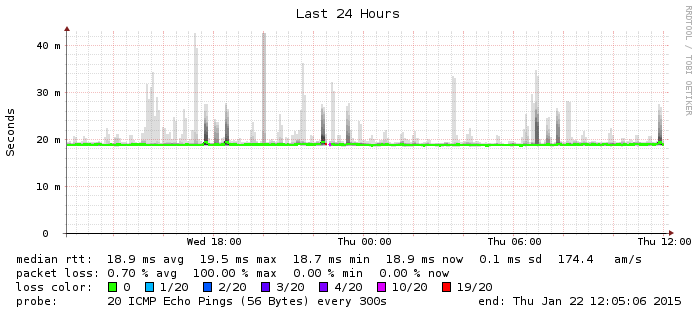 Last 24 Hours
RRDTOOL / TOBI OETIKER
Seconds
40 m
30 m
20 m
10 m
0
Wed 18:00 Thu 00:00 Thu 06:00 Thu 12:00
median rtt: 18.9 ms avg 19.5 ms max 18.7 ms min 18.9 ms now 0.1 ms sd 174.4 am/s
packet loss: 0.70 % avg 100.00 % max 0.00 % min 0.00 % now
loss color: 0 1/20 2/20 3/20 4/20 10/20 19/20
probe: 20 ICMP Echo Pings (56 Bytes) every 300s end: Thu Jan 22 12:05:06 2015